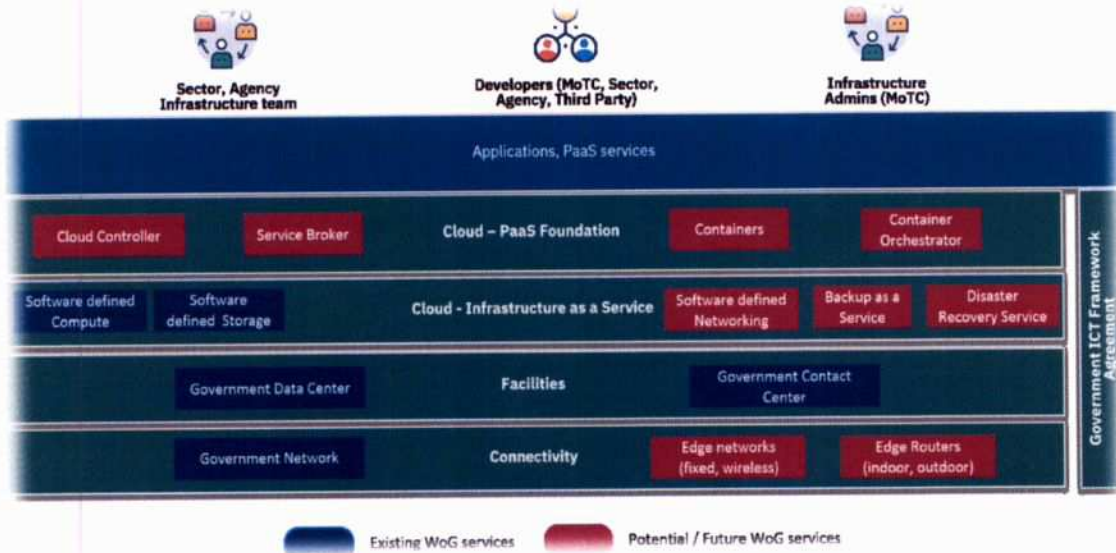 Sector, Agency
Infrastructure team
Developers (MoTC, Sector,
Agency, Third Party)
Infrastructure
Admins (MoTC)
Applications, PaaS services
Cloud Controller
Service Broker
Cloud – PaaS Foundation
Containers
Container
Orchestrator
Software defined
Compute
Software
defined Storage
Cloud - Infrastructure as a Service
Software defined
Networking
Backup as a
Service
Disaster
Recovery Service
Government Data Center
Facilities
Government Contact
Center
Government Network
Connectivity
Edge networks
(fixed, wireless)
Edge Routers
(indoor, outdoor)
Government ICT Framework
Agreement
Existing WoG services
Potential / Future WoG services